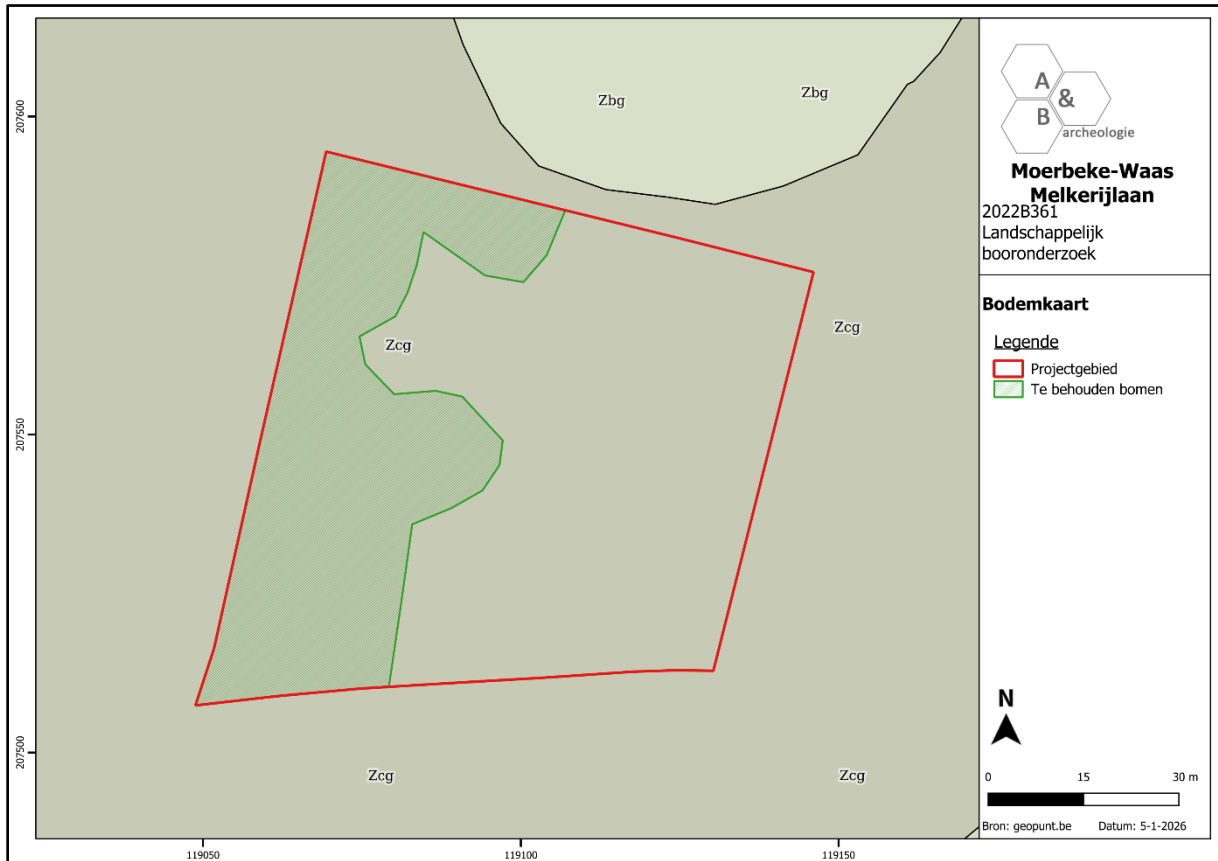 Zbg
Zbg
Zcg
Zcg
Zcg
Zcg
207600
207550
207500
119050
119100
119150
A
&
B
archeologie
Moerbeke-Waas
Melkerijlaan
2022B361
Landschappelijk
booronderzoek
Bodemkaart
Legende
Projectgebied
Te behouden bomen
N
0 15 30 m
Bron: geopunt.be Datum: 5-1-2026